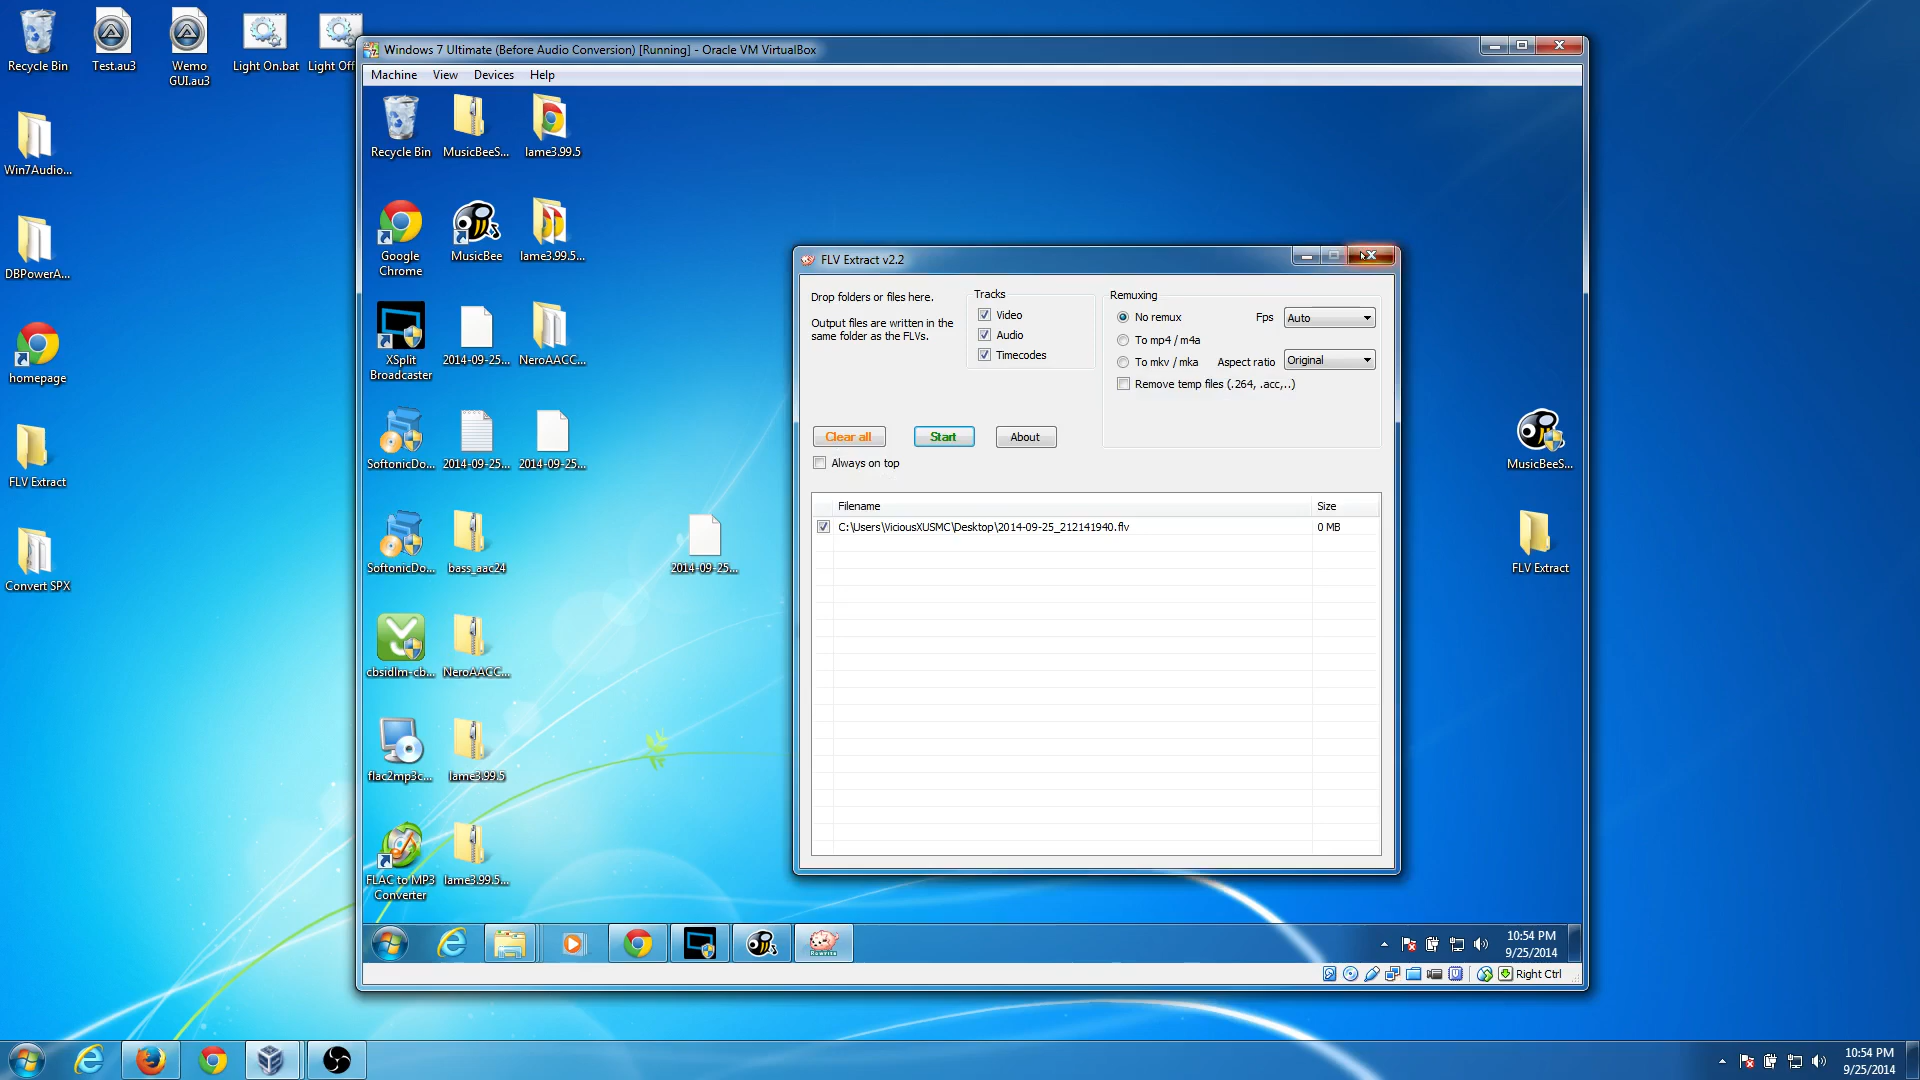 Recycle Bin
Test.au3
Wemo
GUI.au3
Light On.bat
Light Off
Win7Audio...
DBPowerA...
homepage
FLV Extract
Convert SPX
Windows 7 Ultimate (Before Audio Conversion) [Running] - Oracle VM VirtualBox
Machine View Devices Help
Recycle Bin
MusicBeeS...
lame3.99.5
Google
Chrome
MusicBee
lame3.99.5...
XSplit
Broadcaster
2014-09-25...
NeroAACC...
SoftonicDo...
2014-09-25...
2014-09-25...
SoftonicDo...
bass_aac24
2014-09-25...
cbsidlm-cb...
NeroAACC...
flac2mp3c...
lame3.99.5
FLAC to MP3
Converter
lame3.99.5...
MusicBeeS...
FLV Extract
FLV Extract v2.2
Drop folders or files here.
Output files are written in the
same folder as the FLVs.
Tracks
Video
Audio
Timecodes
Remuxing
No remux
Fps
Auto
To mp4 / m4a
To mkv / mka
Aspect ratio
Original
Remove temp files (.264, .acc,..)
Clear all
Start
About
Always on top
Filename
Size
C:\Users\ViciousXUSMC\Desktop\2014-09-25_212141940.flv
0 MB
10:54 PM
9/25/2014
Right Ctrl
10:54 PM
9/25/2014